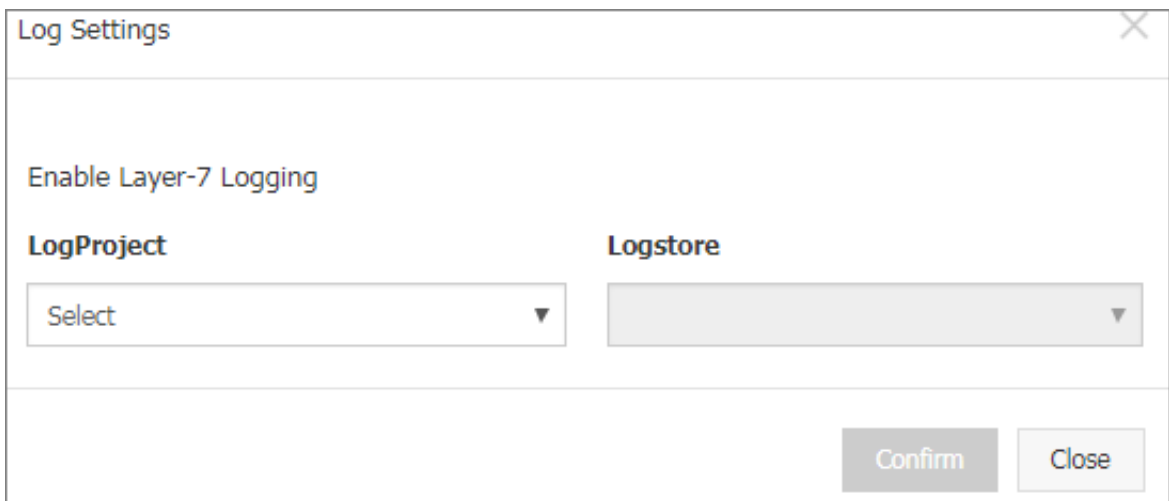 Log Settings
Enable Layer-7 Logging
LogProject Logstore
Select
Confirm Close